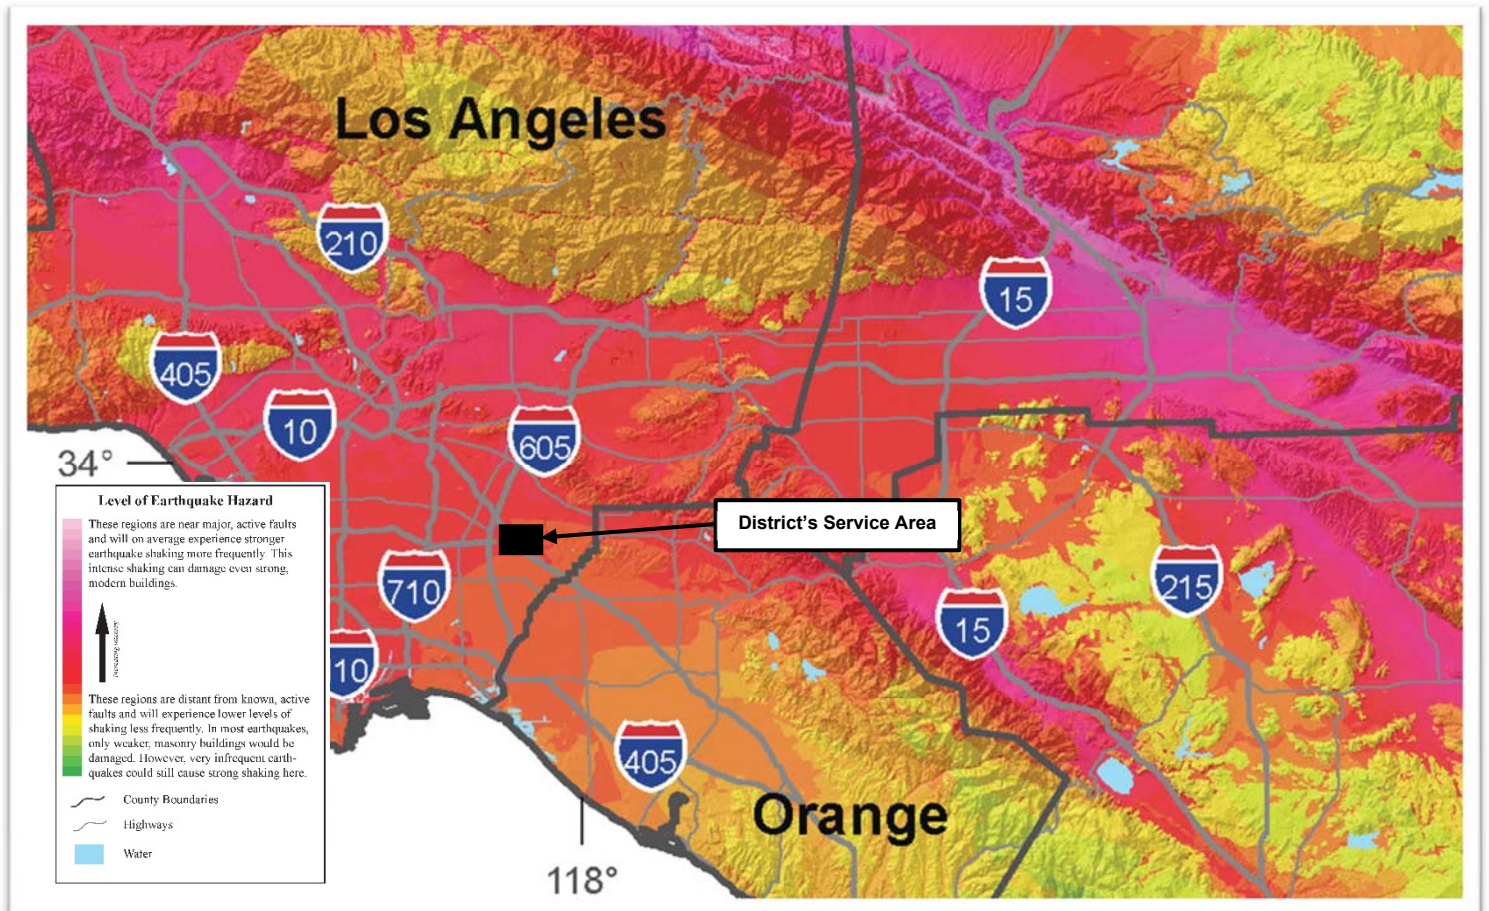 Los Angeles
210
15
405
10
605
34°
District's Service Area
710
15
215
10
405
Orange
118°
Level of Earthquake Hazard
These regions are near major, active faults
and will on average experience stronger
earthquake shaking more frequently. This
intense shaking can damage even strong,
modern buildings.
These regions are distant from known, active
faults and will experience lower levels of
shaking less frequently. In most earthquakes,
only weaker, masonry buildings would be
damaged. However, very infrequent earth-
quakes could still cause strong shaking here.
County Boundaries
Highways
Water